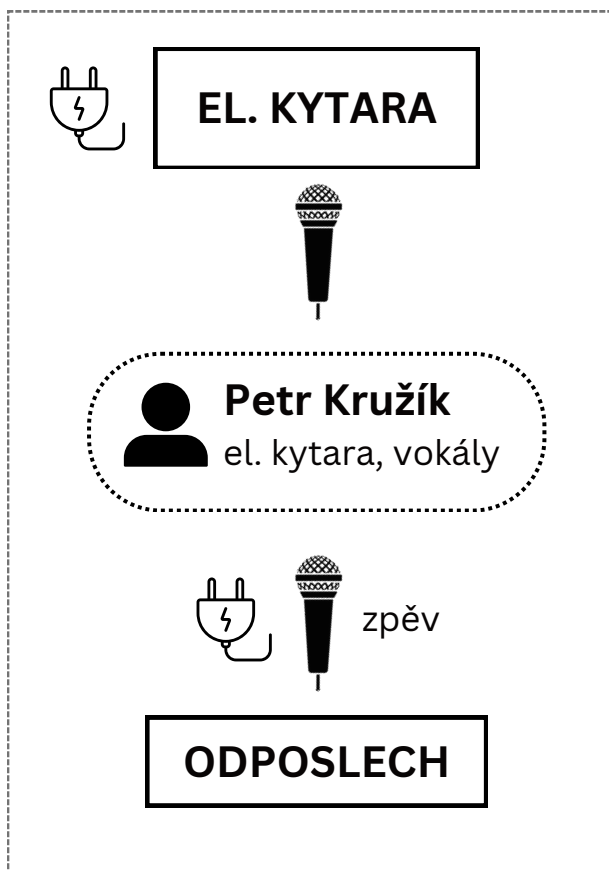 EL. KYTARA
Petr Kružík
el. kytara, vokály
zpěv
ODPOSLECH